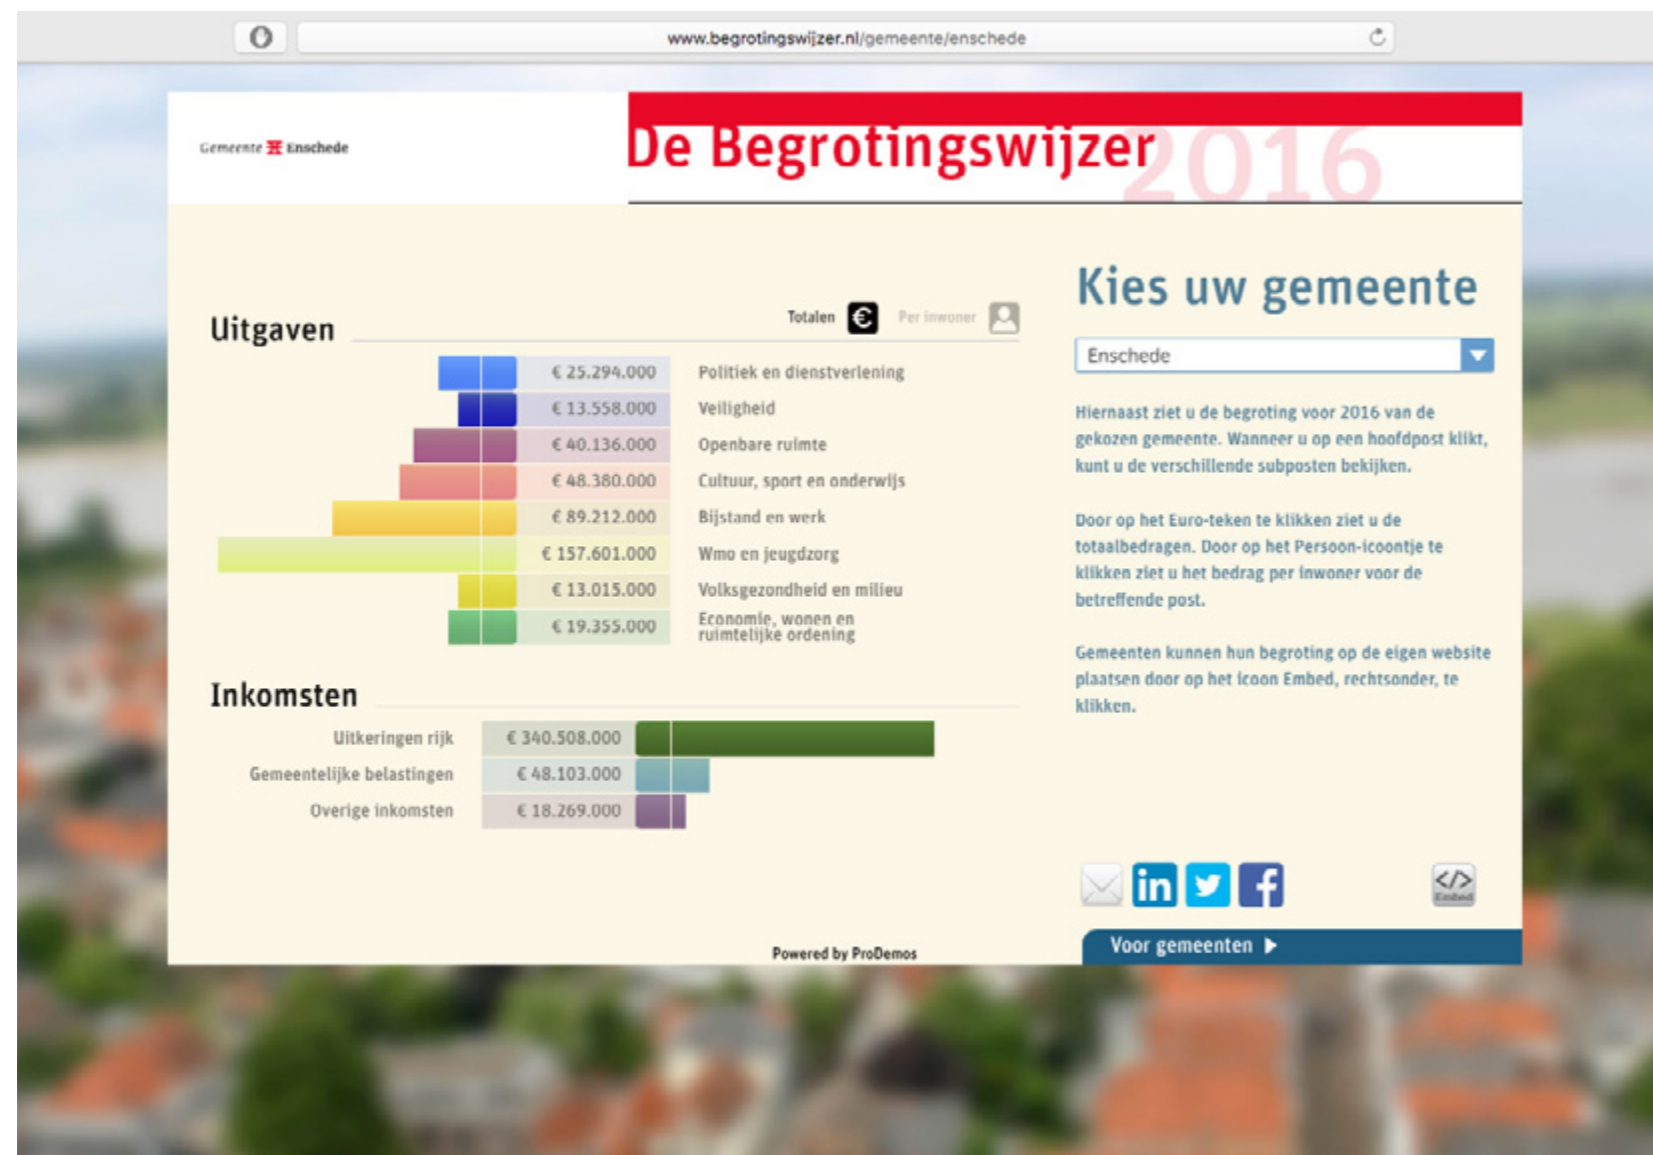 www.begrotingswijzer.nl/gemeente/enschede
Gemeente Enschede
De Begrotingswijzer
2016
Uitgaven
Totalen € Per inwoner
€ 25.294.000 Politiek en dienstverlening
€ 13.558.000 Veiligheid
€ 40.136.000 Openbare ruimte
€ 48.380.000 Cultuur, sport en onderwijs
€ 89.212.000 Bijstand en werk
€ 157.601.000 Wmo en jeugdzorg
€ 13.015.000 Volksgezondheid en milieu
€ 19.355.000 Economie, wonen en
ruimtelijke ordening
Inkomsten
Uitkeringen rijk € 340.508.000
Gemeentelijke belastingen € 48.103.000
Overige inkomsten € 18.269.000
Powered by ProDemos
Kies uw gemeente
Enschede
Hiernaast ziet u de begroting voor 2016 van de
gekozen gemeente. Wanneer u op een hoofdpost klikt,
kunt u de verschillende subposten bekijken.
Door op het Euro-teken te klikken ziet u de
totaalbedragen. Door op het Persoon-icoontje te
klikken ziet u het bedrag per inwoner voor de
betreffende post.
Gemeenten kunnen hun begroting op de eigen website
plaatsen door op het icoon Embed, rechtsonder, te
klikken.
in f </>
Embed
Voor gemeenten